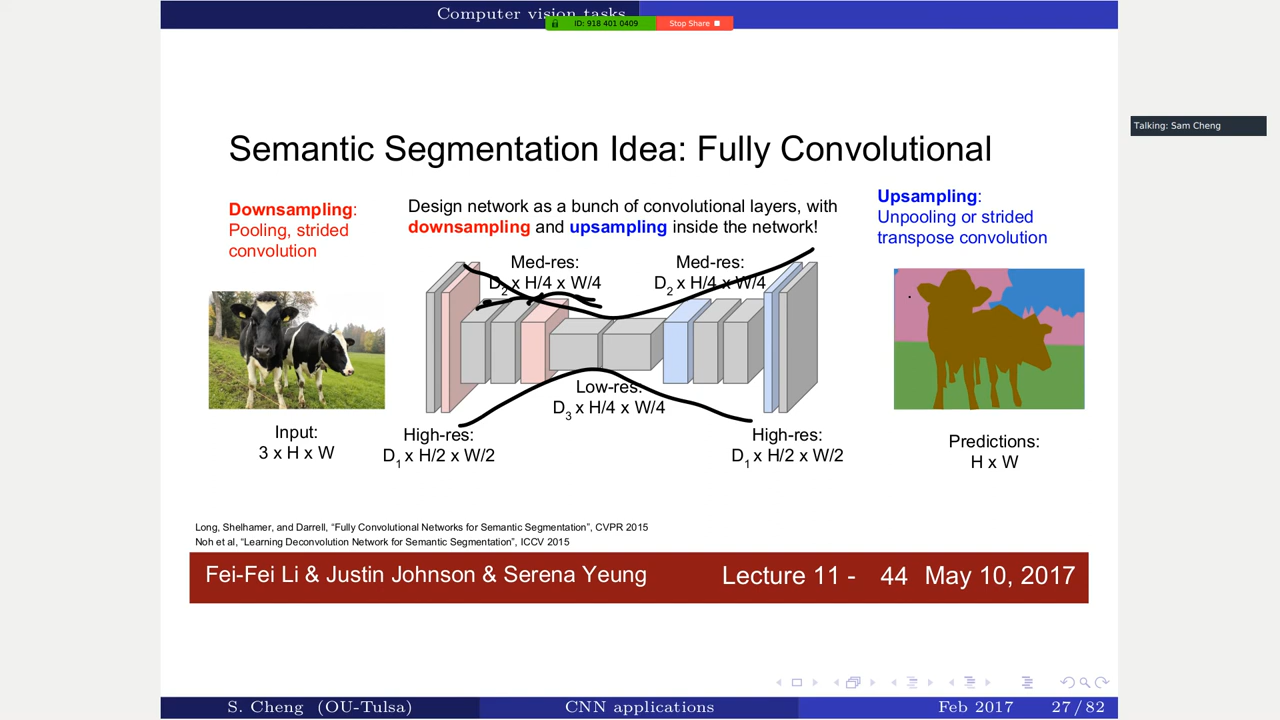 Computer vision tasks
ID: 918 401 0409
Stop Share
Talking: Sam Cheng
Semantic Segmentation Idea: Fully Convolutional
Downsampling:
Pooling, strided
convolution
Design network as a bunch of convolutional layers, with
downsampling and upsampling inside the network!
Upsampling:
Unpooling or strided
transpose convolution
Med-res:
D2 x H/4 x W/4
Med-res:
D2 x H/4 x W/4
Low-res:
D3 x H/4 x W/4
Input:
3 x H x W
High-res:
D1 x H/2 x W/2
High-res:
D1 x H/2 x W/2
Predictions:
H x W
Long, Shelhamer, and Darrell, “Fully Convolutional Networks for Semantic Segmentation”, CVPR 2015
Noh et al, “Learning Deconvolution Network for Semantic Segmentation”, ICCV 2015
Fei-Fei Li & Justin Johnson & Serena Yeung
Lecture 11 - 44 May 10, 2017
S. Cheng (OU-Tulsa)
CNN applications
Feb 2017
27 / 82